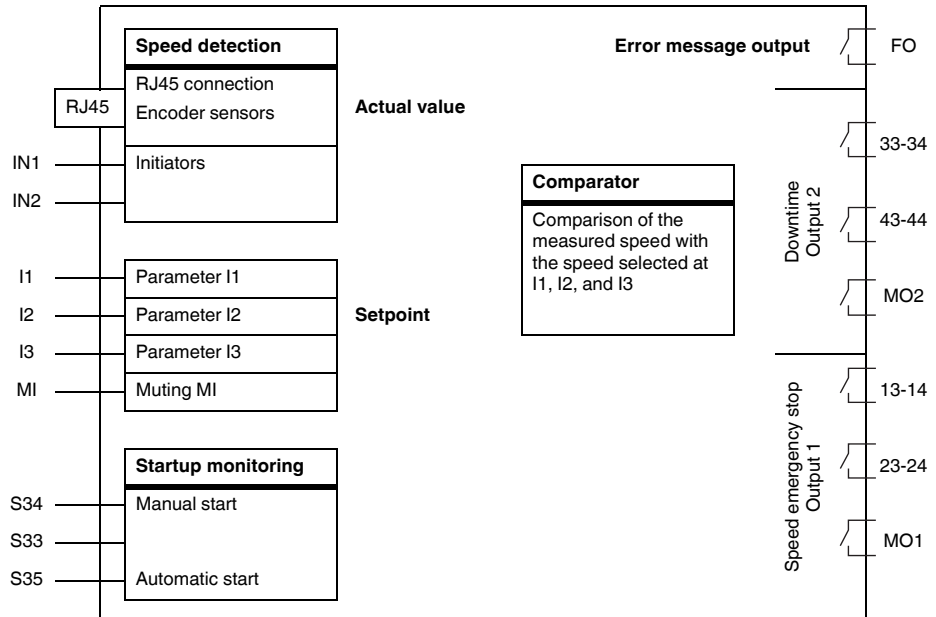 Speed detection
RJ45 connection
RJ45
Encoder sensors
Actual value
IN1
Initiators
IN2
I1
Parameter I1
I2
Parameter I2
Setpoint
I3
Parameter I3
MI
Muting MI
Startup monitoring
S34
Manual start
S33
S35
Automatic start
Comparator
Comparison of the
measured speed with
the speed selected at
I1, I2, and I3
Error message output
FO
Downtime
Output 2
33-34
43-44
MO2
Speed emergency stop
Output 1
13-14
23-24
MO1